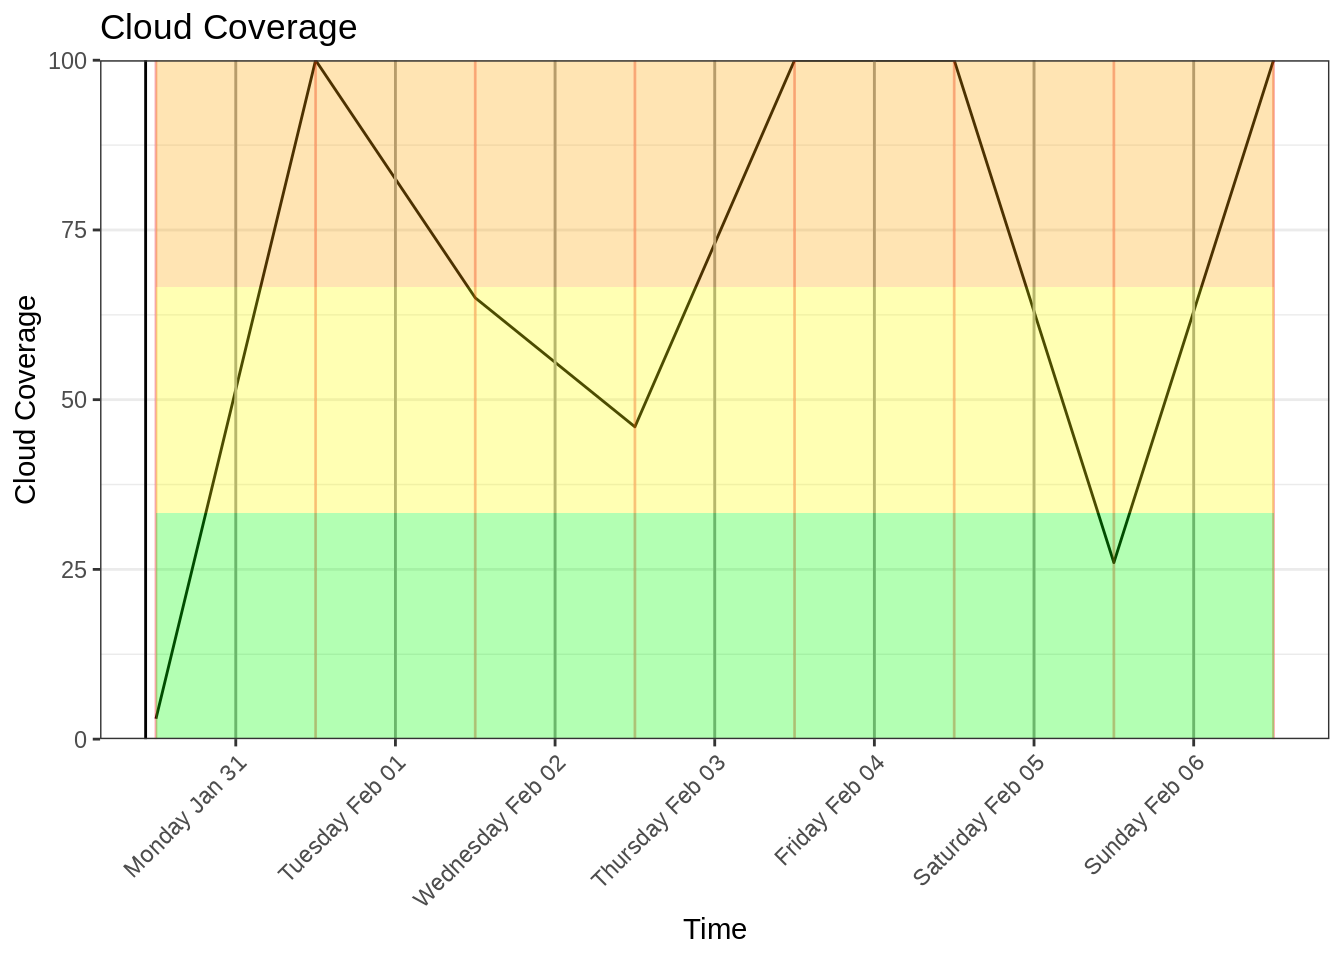 Cloud Coverage
100
75
50
25
0
Cloud Coverage
Monday Jan 31
Tuesday Feb 01
Wednesday Feb 02
Thursday Feb 03
Friday Feb 04
Saturday Feb 05
Sunday Feb 06
Time